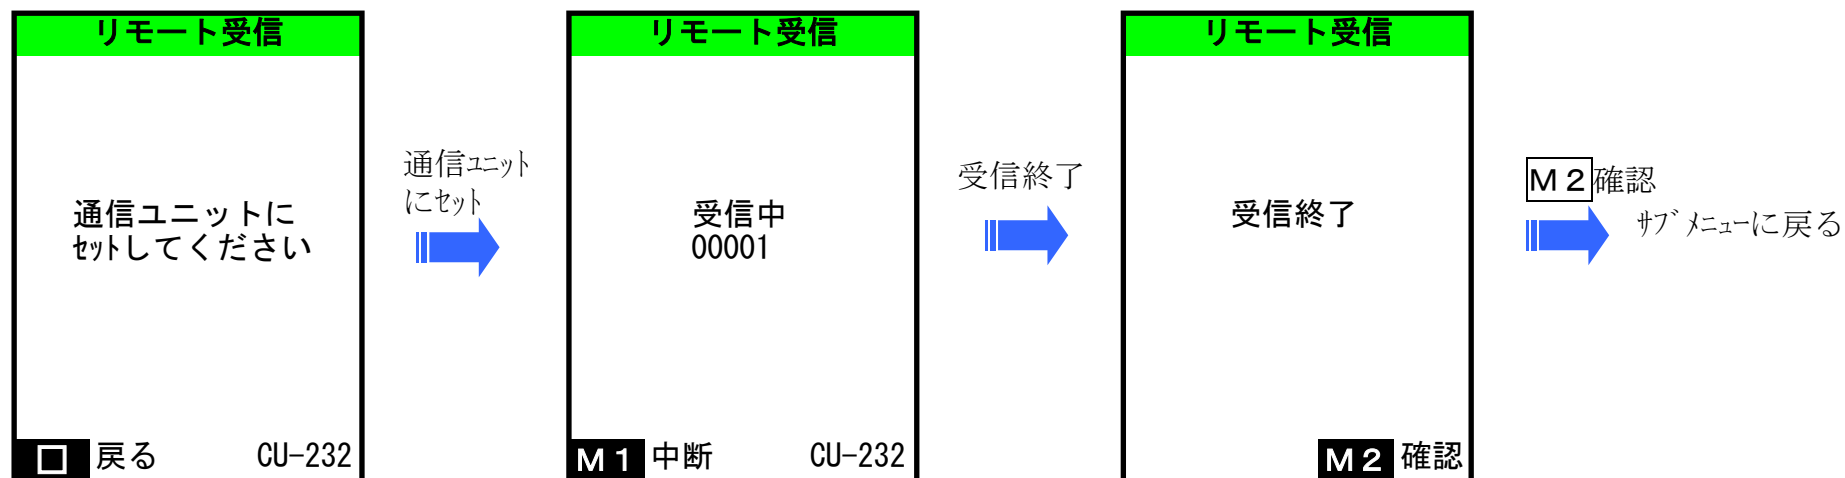 リモート受信
通信ユニットに
ｾｯﾄしてください
□ 戻る CU-232
通信ﾕﾆｯﾄ
にｾｯﾄ
リモート受信
受信中
00001
Ｍ１ 中断 CU-232
受信終了
リモート受信
受信終了
Ｍ２ 確認
Ｍ２確認
ｻﾌﾞﾒﾆｭｰに戻る